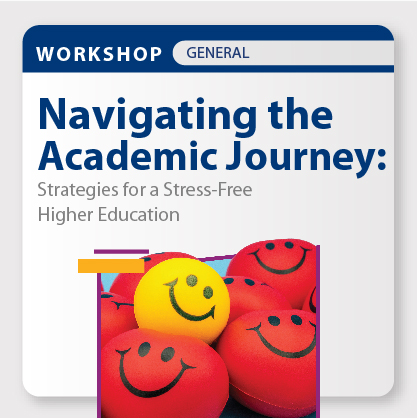 WORKSHOP GENERAL
Navigating the
Academic Journey:
Strategies for a Stress-Free
Higher Education